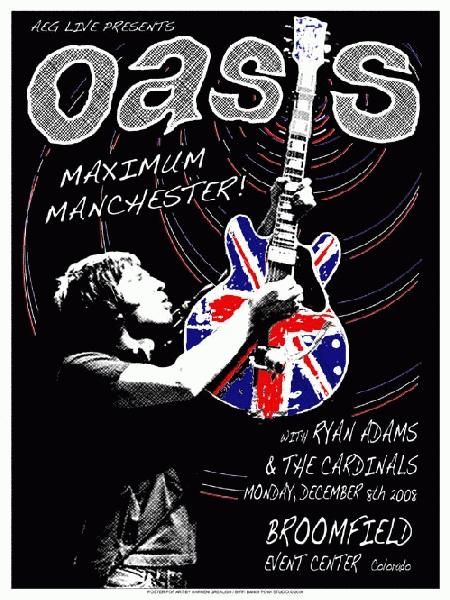 AEG LIVE PRESENTS
oasis
MAXIMUM
MANCHESTER!
WITH RYAN ADAMS
& THE CARDINALS
MONDAY, DECEMBER 8th 2008
BROOMFIELD
EVENT CENTER Colorado